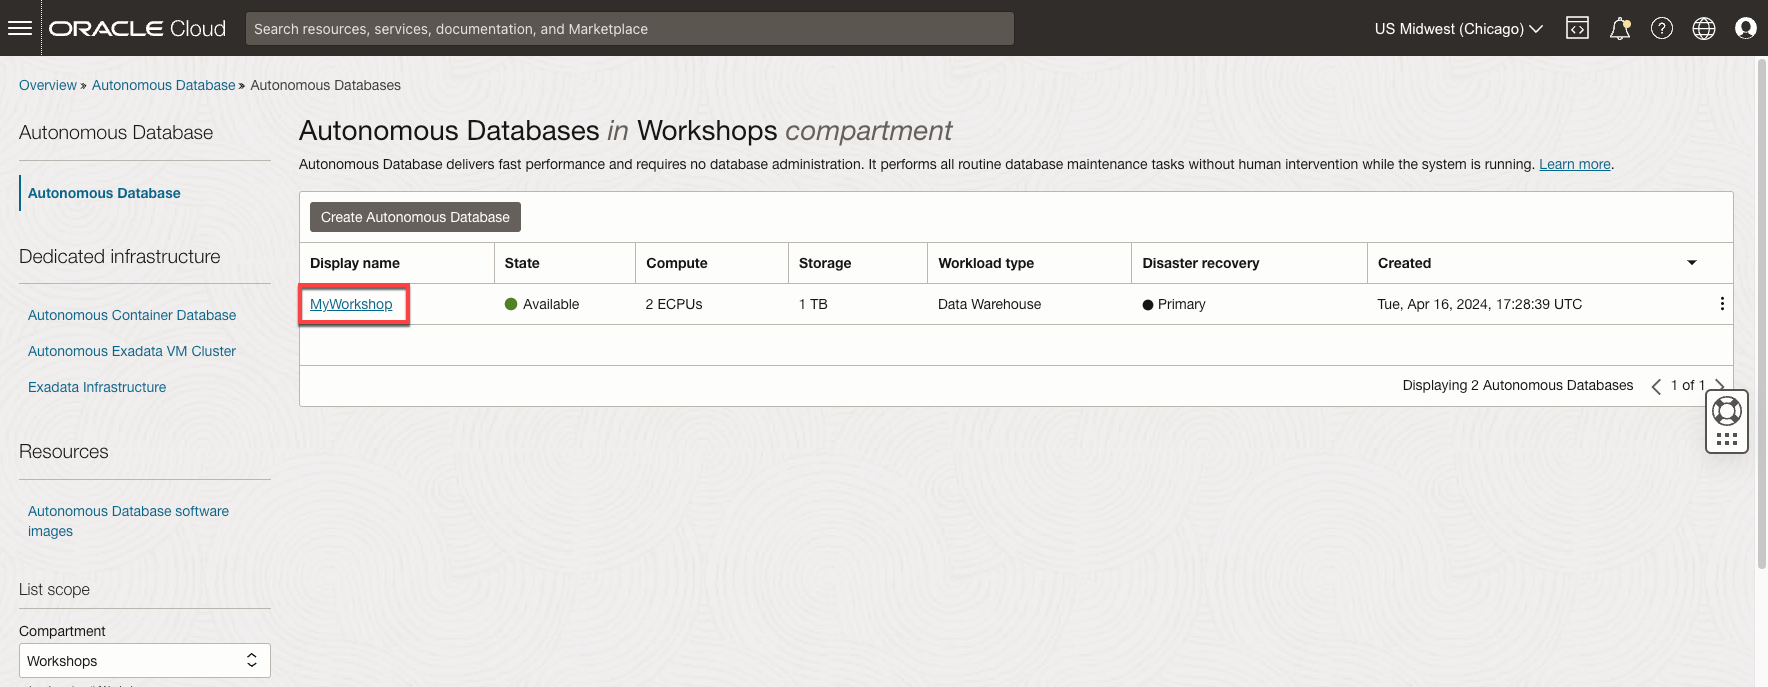 ORACLE Cloud
Search resources, services, documentation, and Marketplace
US Midwest (Chicago)
Overview » Autonomous Database » Autonomous Databases
Autonomous Database
Autonomous Database
Dedicated infrastructure
Autonomous Container Database
Autonomous Exadata VM Cluster
Exadata Infrastructure
Resources
Autonomous Database software
images
List scope
Compartment
Workshops
Autonomous Databases in Workshops compartment
Autonomous Database delivers fast performance and requires no database administration. It performs all routine database maintenance tasks without human intervention while the system is running. Learn more.
Create Autonomous Database
Display name State Compute Storage Workload type Disaster recovery Created
MyWorkshop Available 2 ECPUs 1 TB Data Warehouse Primary Tue, Apr 16, 2024, 17:28:39 UTC
Displaying 2 Autonomous Databases 1 of 1